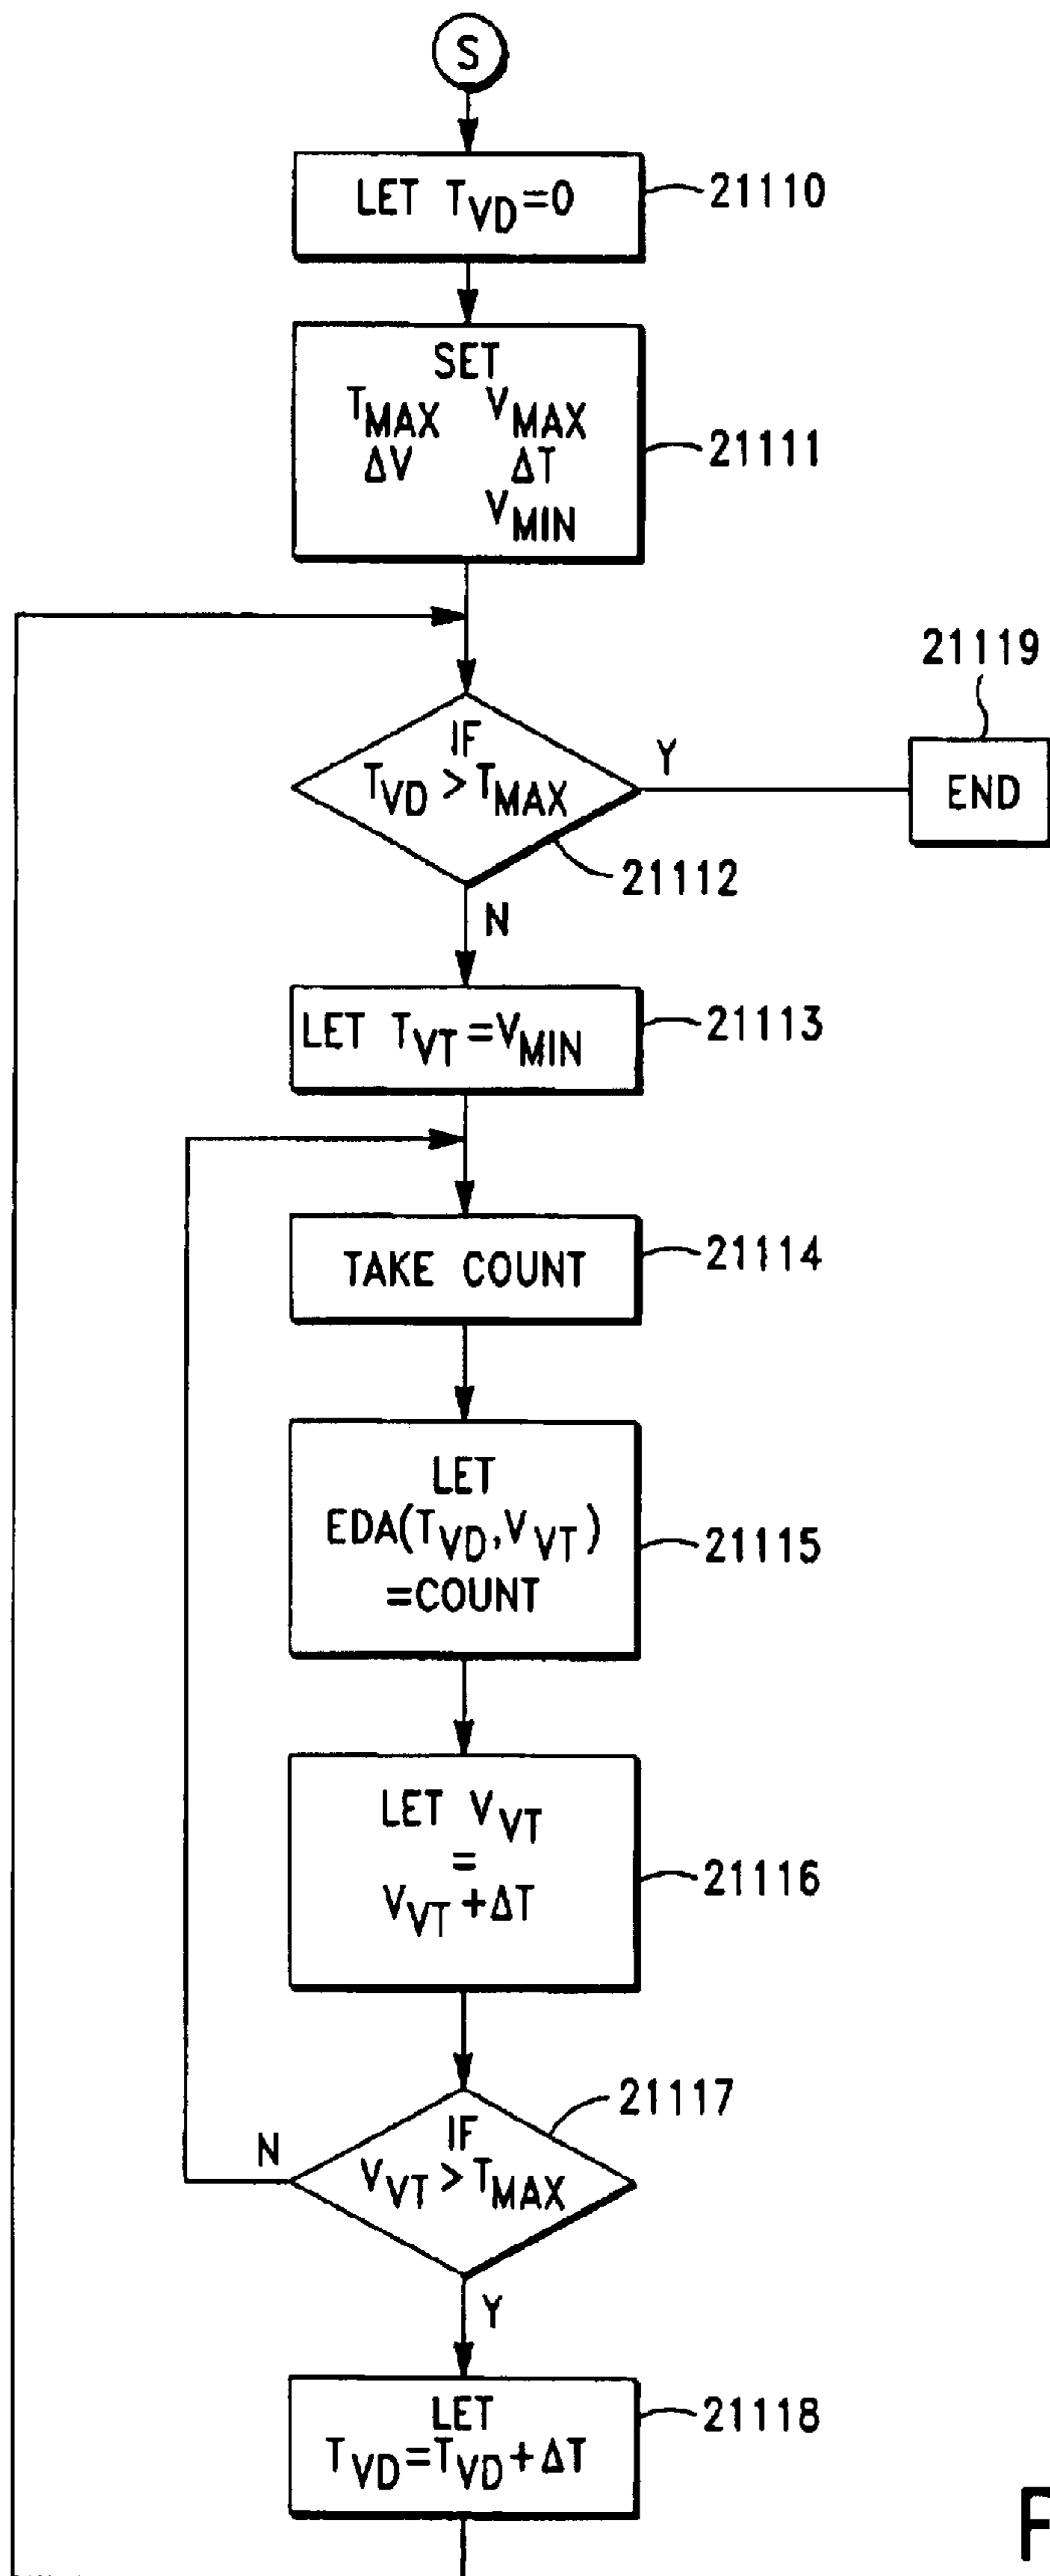 S
LET T_VD=0
21110
SET
T_MAX V_MAX
ΔV ΔT
V_MIN
21111
21119
IF
T_VD > T_MAX
Y
END
21112
N
LET T_VT=V_MIN
21113
TAKE COUNT
21114
LET
EDA(T_VD,V_VT)
=COUNT
21115
LET V_VT
=
V_VT+ΔT
21116
21117
N
IF
V_VT > T_MAX
Y
LET
T_VD=T_VD+ΔT
21118